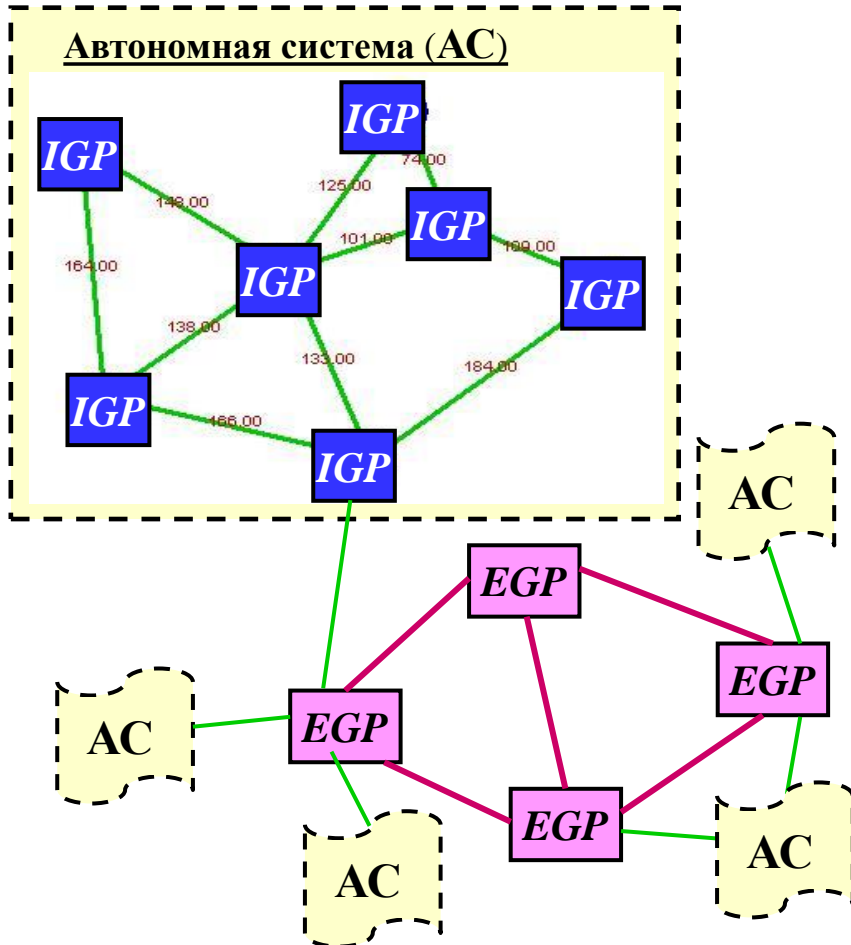 Автономная система (АС)
IGP
74.00
IGP
125.00
148.00
IGP
101.00
109.00
164.00
IGP
IGP
138.00
133.00
184.00
IGP
166.00
IGP
АС
EGP
EGP
АС
EGP
EGP
АС
АС